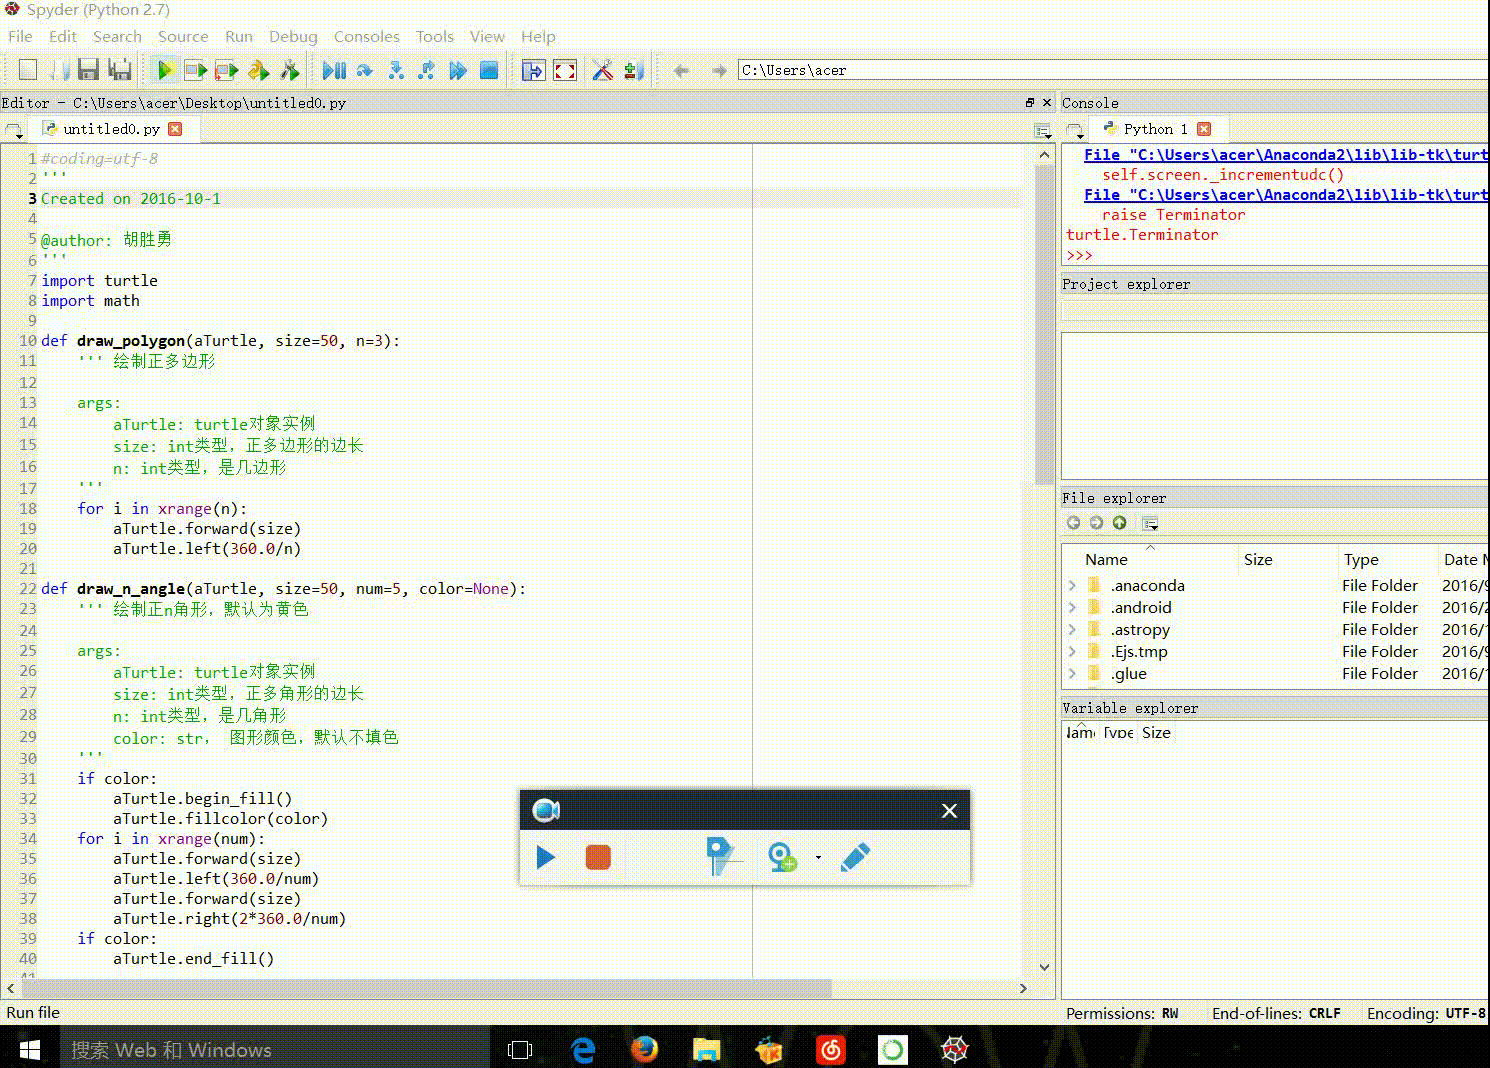 Spyder (Python 2.7)
File Edit Search Source Run Debug Consoles Tools View Help
C:\Users\acer
Editor - C:\Users\acer\Desktop\untitled0.py
untitled0.py
1 #coding=utf-8
2 '''
3 Created on 2016-10-1
4
5 @author: 胡胜勇
6 '''
7 import turtle
8 import math
9
10 def draw_polygon(aTurtle, size=50, n=3):
11 ''' 绘制正多边形
12
13 args:
14 aTurtle: turtle对象实例
15 size: int类型，正多边形的边长
16 n: int类型，是几边形
17 '''
18 for i in xrange(n):
19 aTurtle.forward(size)
20 aTurtle.left(360.0/n)
21
22 def draw_n_angle(aTurtle, size=50, num=5, color=None):
23 ''' 绘制正n角形，默认为黄色
24
25 args:
26 aTurtle: turtle对象实例
27 size: int类型，正多角形的边长
28 n: int类型，是几角形
29 color: str， 图形颜色，默认不填色
30 '''
31 if color:
32 aTurtle.begin_fill()
33 aTurtle.fillcolor(color)
34 for i in xrange(num):
35 aTurtle.forward(size)
36 aTurtle.left(360.0/num)
37 aTurtle.forward(size)
38 aTurtle.right(2*360.0/num)
39 if color:
40 aTurtle.end_fill()
41
Console
Python 1
File "C:\Users\acer\Anaconda2\lib\lib-tk\turt
self.screen._incrementudc()
File "C:\Users\acer\Anaconda2\lib\lib-tk\turt
raise Terminator
turtle.Terminator
>>>
Project explorer
File explorer
Name Size Type Date M
.anaconda File Folder 2016/9
.android File Folder 2016/2
.astropy File Folder 2016/1
.Ejs.tmp File Folder 2016/9
.glue File Folder 2016/1
Variable explorer
Name Type Size
Run file
Permissions: RW End-of-lines: CRLF Encoding: UTF-8
搜索 Web 和 Windows